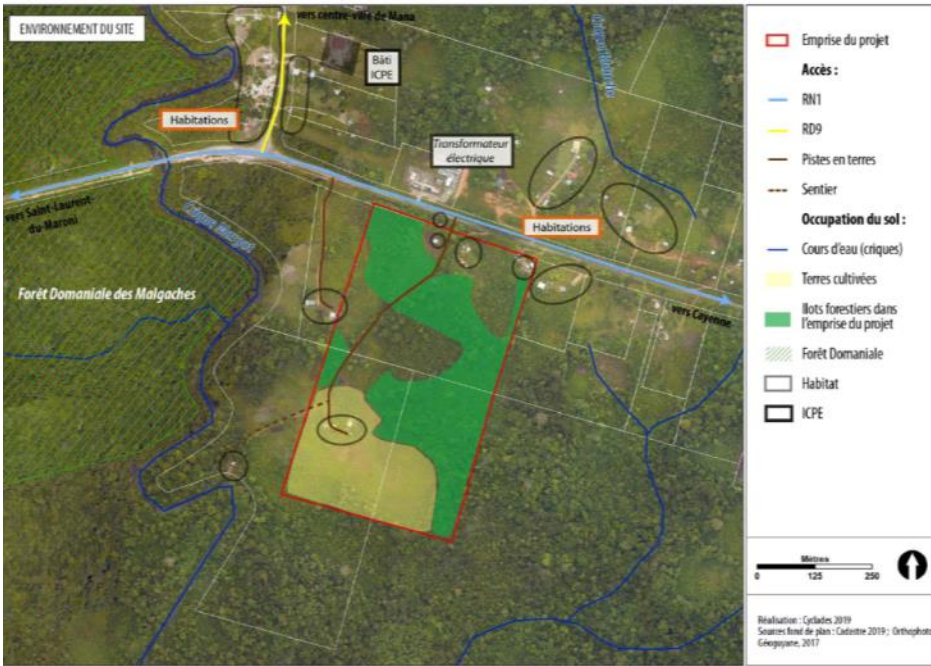 ENVIRONNEMENT DU SITE
vers centre-ville de Mana
Bâti
ICPE
Habitations
Transformateur
électrique
Habitations
vers Saint-Laurent-
du-Maroni
Forêt Domaniale des Malgaches
vers Cayenne
Emprise du projet
Accès :
RN1
RD9
Pistes en terres
Sentier
Occupation du sol :
Cours d'eau (criques)
Terres cultivées
Ilots forestiers dans
l'emprise du projet
Forêt Domaniale
Habitat
ICPE
Mètres
0 125 250
Réalisation : Cyclades 2019
Sources fond de plan : Cadastre 2019 ; Orthophoto
Géoguyane, 2017